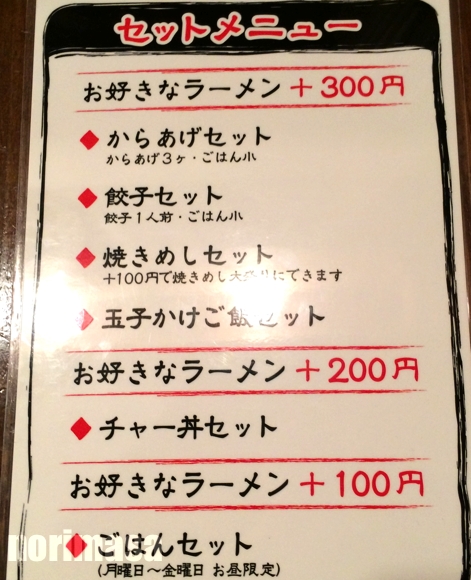 セットメニュー
お好きなラーメン＋300円
◆からあげセット
からあげ3ヶ・ごはん小
◆餃子セット
餃子1人前・ごはん小
◆焼きめしセット
＋100円で焼きめし大盛りにできます
◆玉子かけご飯セット
お好きなラーメン＋200円
◆チャー丼セット
お好きなラーメン＋100円
◆ごはんセット
(月曜日～金曜日 お昼限定)